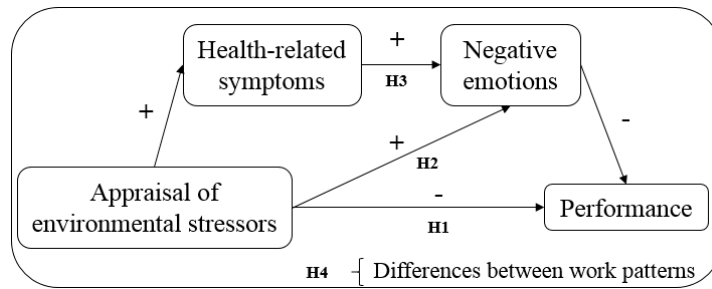 Health-related
symptoms
+
H3
Negative
emotions
+
+
H2
-
Appraisal of
environmental stressors
-
H1
Performance
H4
Differences between work patterns